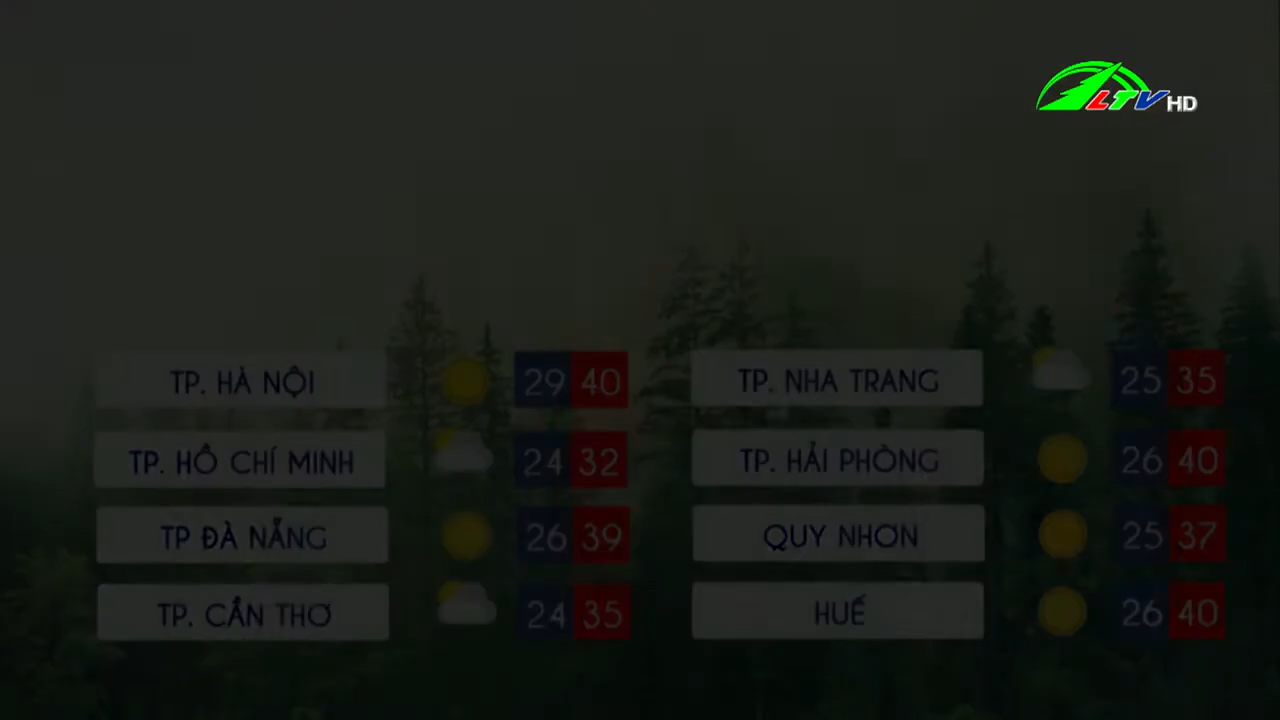 LTV HD
TP. HÀ NỘI 29 40
TP. HỒ CHÍ MINH 24 32
TP ĐÀ NẴNG 26 39
TP. CẦN THƠ 24 35
TP. NHA TRANG 25 35
TP. HẢI PHÒNG 26 40
QUY NHƠN 25 37
HUẾ 26 40